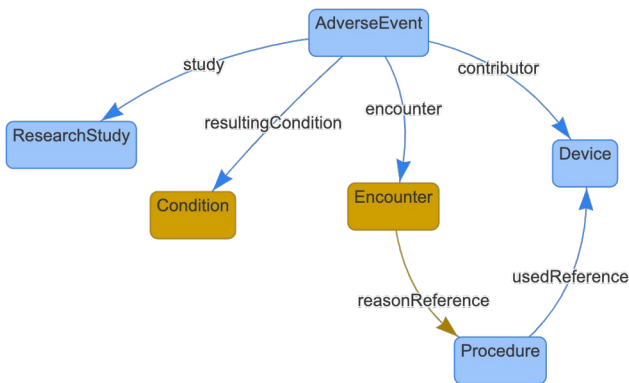 AdverseEvent
study
contributor
resultingCondition
encounter
ResearchStudy
Device
Condition
Encounter
usedReference
reasonReference
Procedure